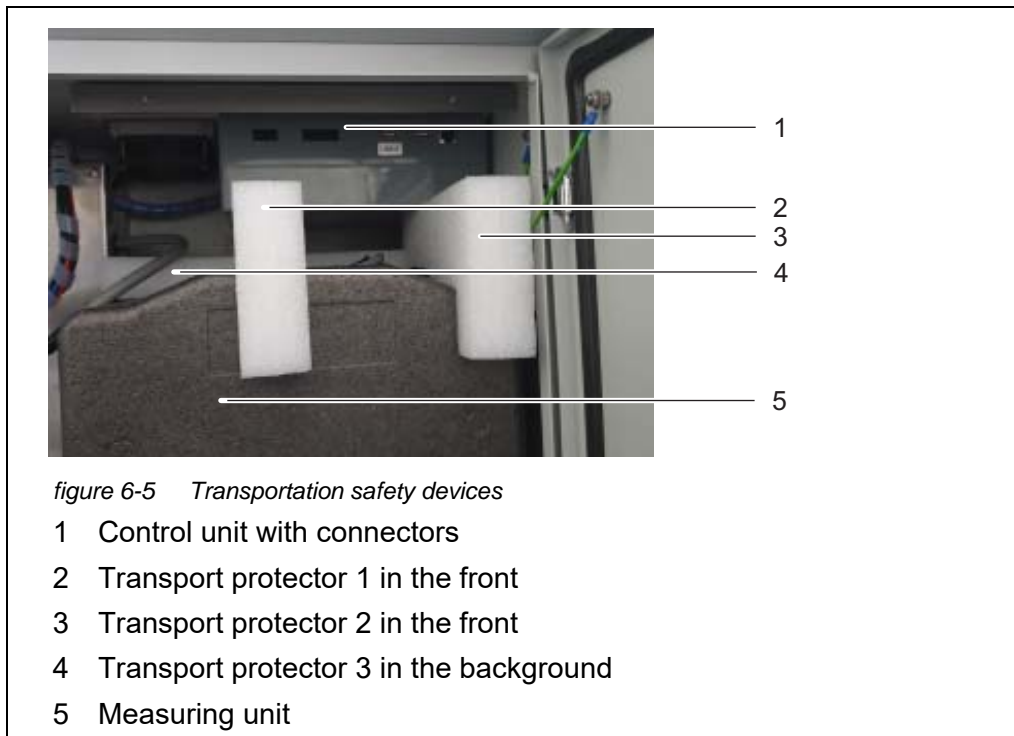 1
2
3
4
5
figure 6-5 Transportation safety devices
1 Control unit with connectors
2 Transport protector 1 in the front
3 Transport protector 2 in the front
4 Transport protector 3 in the background
5 Measuring unit